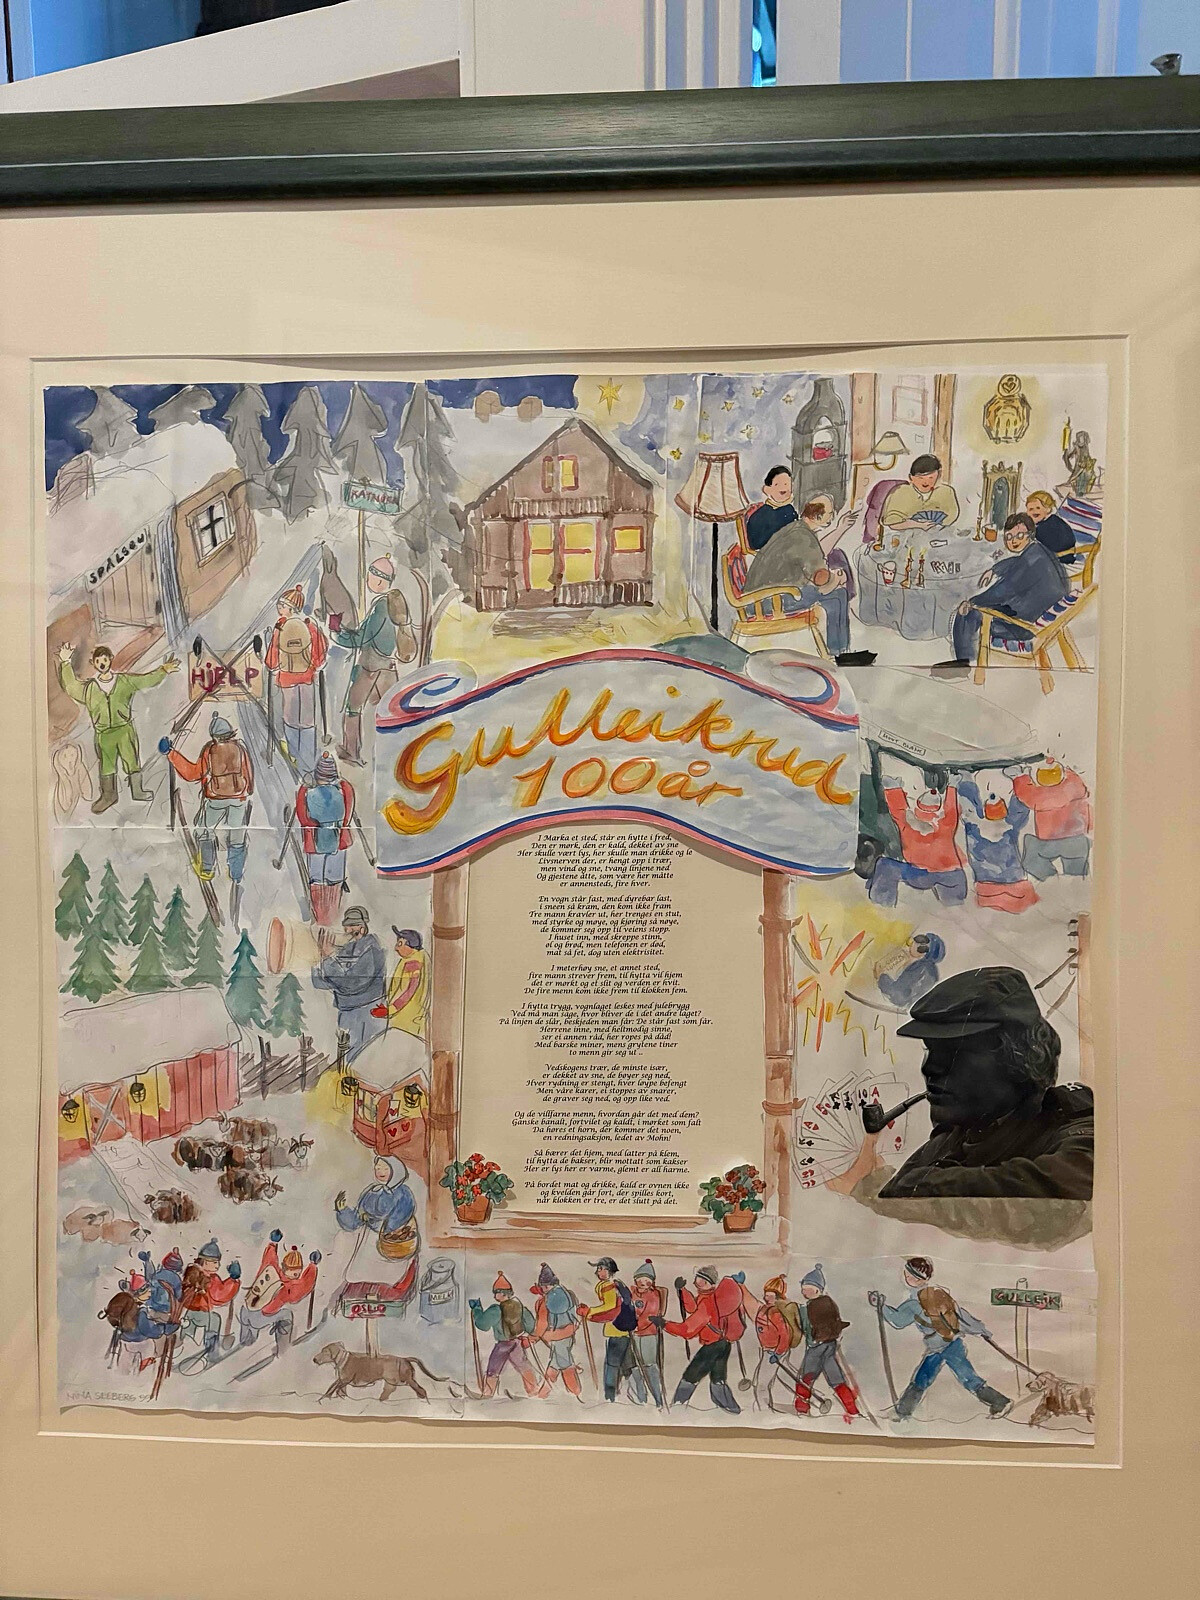 SPÅLSBU
KATNOSA
HJELP
Gulleikrud
100 år
MONT BLANC
I Marka et sted, står en hytte i fred,
Den er mørk, den er kald, dekket av sne
Her skulle vært lys, her skulle man drikke og le
Livsnerven der, er hengt opp i trær,
men vind og sne, tvang linjene ned
Og gjestene åtte, som være her måtte
er annensteds, fire hver.
En vogn står fast, med dyrebar last,
i sneen så kram, den kom ikke fram
Tre mann kravler ut, her trenges en stut,
med styrke og møye, og kjøring så nøye,
de kommer seg opp til veiens stopp.
I huset inn, med skreppe stinn,
øl og brød, men telefonen er død,
mat så fet, dog uten elektrisitet.
I meterhøy sne, et annet sted,
fire mann strever frem, til hytta vil hjem
det er mørkt og et slit og verden er hvit.
De fire menn kom ikke frem til klokken fem.
I hytta trygg, vognlaget leskes med julebrygg
Ved må man sage, hvor bliver de i det andre laget?
På linjen de slår, beskjeden man får: De står fast som får.
Herrene inne, med heltmodig sinne,
ser ei annen råd, her ropes på dåd!
Med barske miner, mens grytene tiner
to menn gir seg ut ..
Vedskogens trær, de minste især,
er dekket av sne, de bøyer seg ned,
Hver rydning er stengt, hver løype befengt
Men våre karer, ei stoppes av snarer,
de graver seg ned, og opp like ved.
Og de villfarne menn, hvordan går det med dem?
Ganske banalt, fortvilet og kaldt, i mørket som falt
Da høres et horn, der kommer det noen,
en redningsaksjon, ledet av Mohn!
Så bærer det hjem, med latter på klem,
til hytta de bakser, blir mottatt som kakser
Her er lys her er varme, glemt er all harme.
På bordet mat og drikke, kald er ovnen ikke
og kvelden går fort, der spilles kort,
når klokken er tre, er det slutt på det.
A
10
OSLO
MELK
GULLEIK
NINA SEEBERG 99